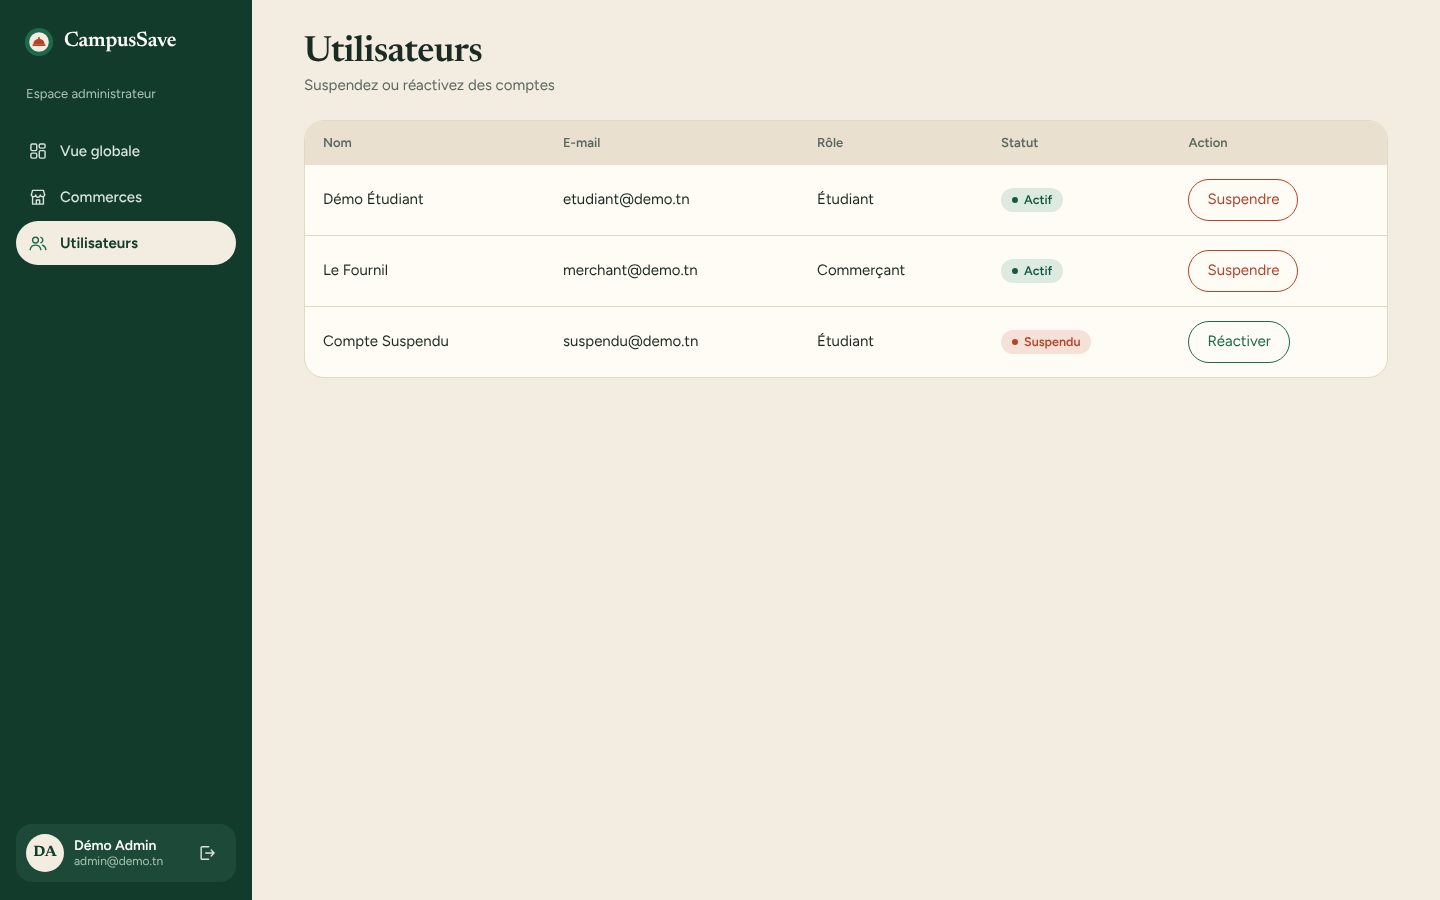 CampusSave
Espace administrateur
Vue globale
Commerces
Utilisateurs
DA
Démo Admin
admin@demo.tn
Utilisateurs
Suspendez ou réactivez des comptes
Nom E-mail Rôle Statut Action
Démo Étudiant etudiant@demo.tn Étudiant Actif Suspendre
Le Fournil merchant@demo.tn Commerçant Actif Suspendre
Compte Suspendu suspendu@demo.tn Étudiant Suspendu Réactiver